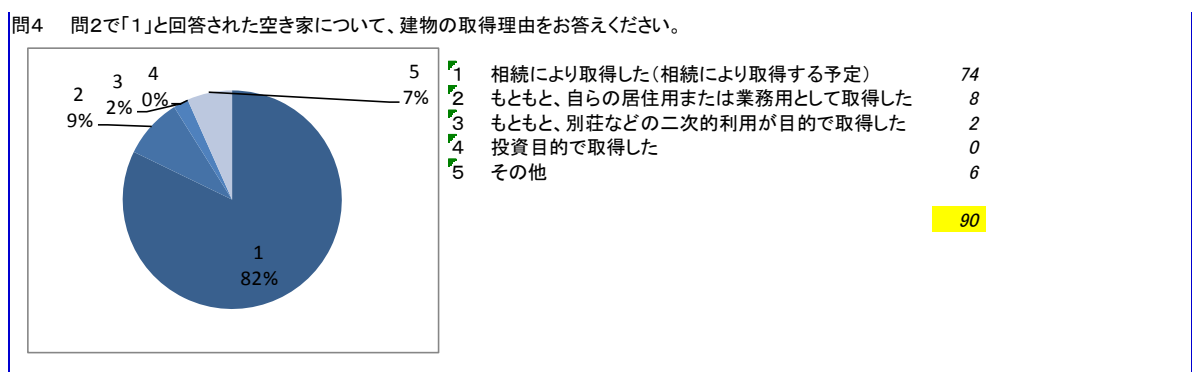 問4　問2で「1」と回答された空き家について、建物の取得理由をお答えください。
1
82%
2
9%
3
2%
4
0%
5
7%
1　相続により取得した（相続により取得する予定）　74
2　もともと、自らの居住用または業務用として取得した　8
3　もともと、別荘などの二次的利用が目的で取得した　2
4　投資目的で取得した　0
5　その他　6
90